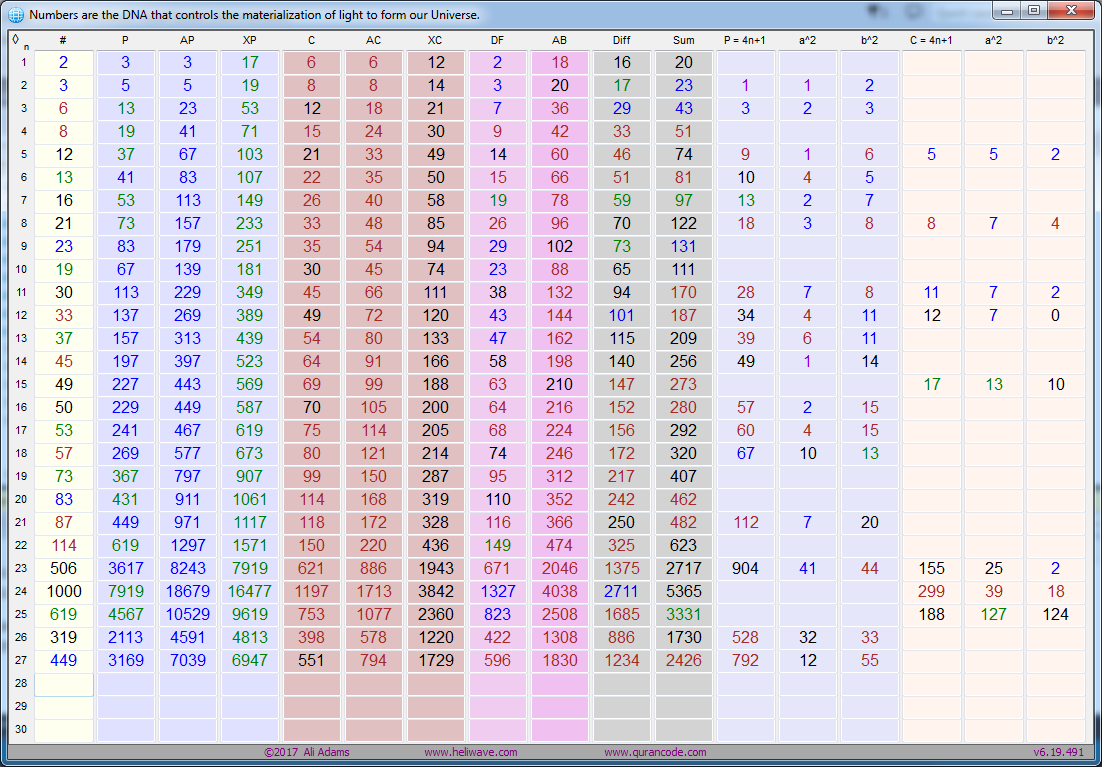 Numbers are the DNA that controls the materialization of light to form our Universe.
◊ n # P AP XP C AC XC DF AB Diff Sum P = 4n+1 a^2 b^2 C = 4n+1 a^2 b^2
1 2 3 3 17 6 6 12 2 18 16 20
2 3 5 5 19 8 8 14 3 20 17 23 1 1 2
3 6 13 23 53 12 18 21 7 36 29 43 3 2 3
4 8 19 41 71 15 24 30 9 42 33 51
5 12 37 67 103 21 33 49 14 60 46 74 9 1 6 5 5 2
6 13 41 83 107 22 35 50 15 66 51 81 10 4 5
7 16 53 113 149 26 40 58 19 78 59 97 13 2 7
8 21 73 157 233 33 48 85 26 96 70 122 18 3 8 8 7 4
9 23 83 179 251 35 54 94 29 102 73 131
10 19 67 139 181 30 45 74 23 88 65 111
11 30 113 229 349 45 66 111 38 132 94 170 28 7 8 11 7 2
12 33 137 269 389 49 72 120 43 144 101 187 34 4 11 12 7 0
13 37 157 313 439 54 80 133 47 162 115 209 39 6 11
14 45 197 397 523 64 91 166 58 198 140 256 49 1 14
15 49 227 443 569 69 99 188 63 210 147 273 17 13 10
16 50 229 449 587 70 105 200 64 216 152 280 57 2 15
17 53 241 467 619 75 114 205 68 224 156 292 60 4 15
18 57 269 577 673 80 121 214 74 246 172 320 67 10 13
19 73 367 797 907 99 150 287 95 312 217 407
20 83 431 911 1061 114 168 319 110 352 242 462
21 87 449 971 1117 118 172 328 116 366 250 482 112 7 20
22 114 619 1297 1571 150 220 436 149 474 325 623
23 506 3617 8243 7919 621 886 1943 671 2046 1375 2717 904 41 44 155 25 2
24 1000 7919 18679 16477 1197 1713 3842 1327 4038 2711 5365 299 39 18
25 619 4567 10529 9619 753 1077 2360 823 2508 1685 3331 188 127 124
26 319 2113 4591 4813 398 578 1220 422 1308 886 1730 528 32 33
27 449 3169 7039 6947 551 794 1729 596 1830 1234 2426 792 12 55
28
29
30
©2017 Ali Adams www.heliwave.com www.qurancode.com v6.19.491